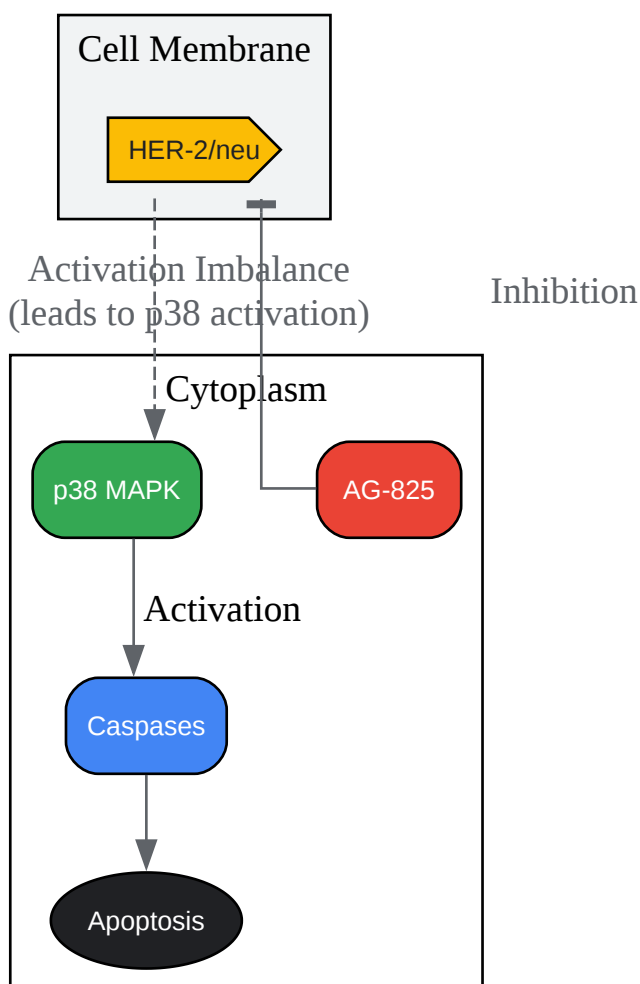 Cell Membrane
HER-2/neu
Activation Imbalance
(leads to p38 activation)
Inhibition
Cytoplasm
p38 MAPK
AG-825
Activation
Caspases
Apoptosis